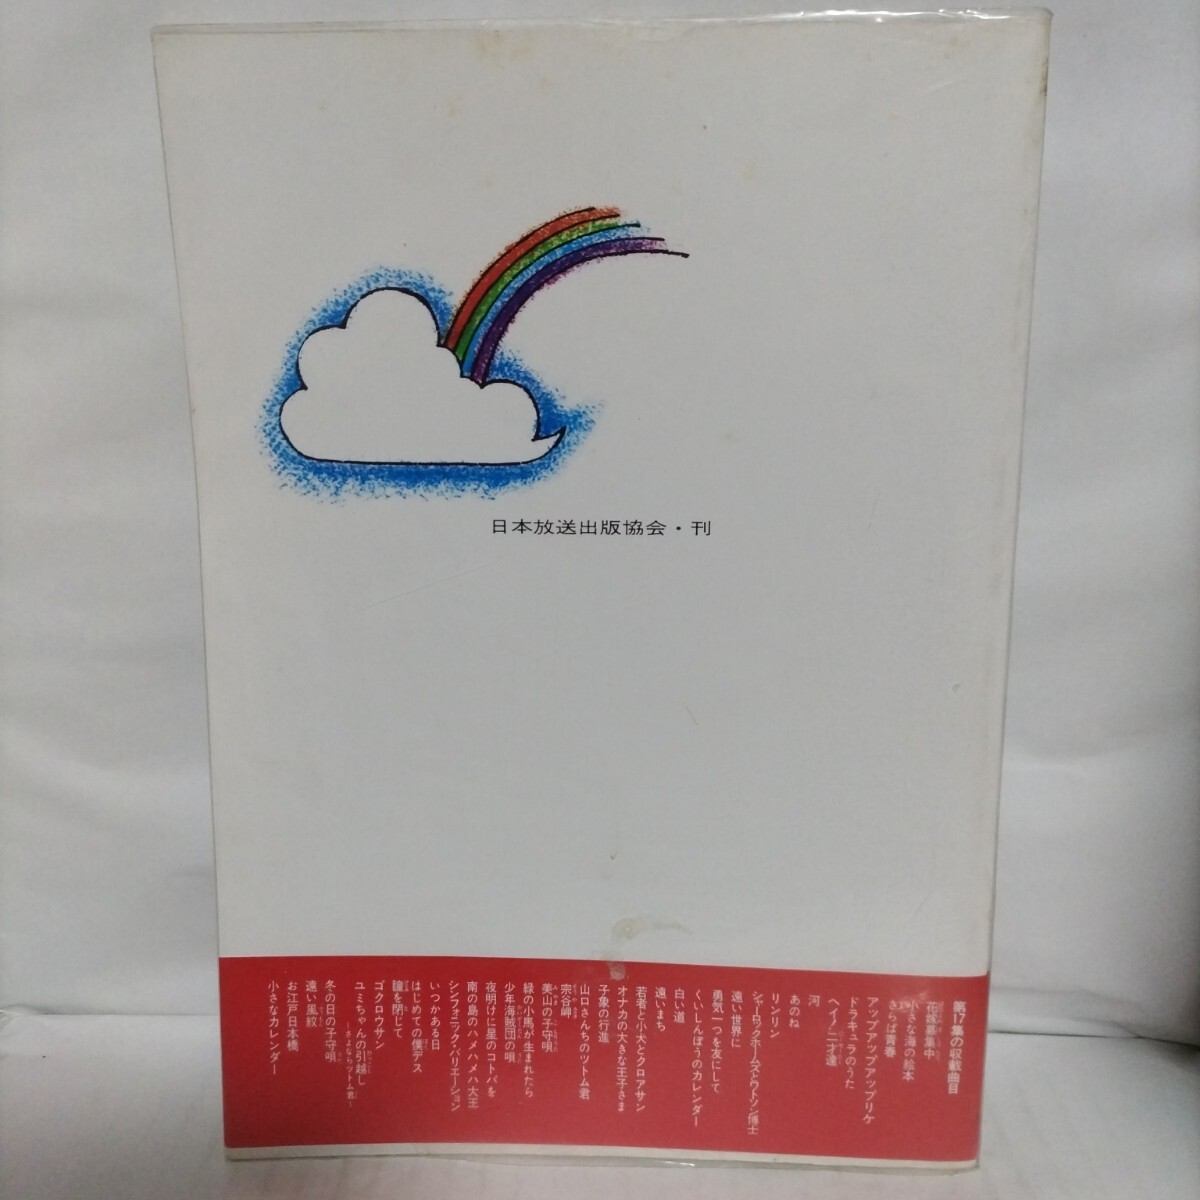 日本放送出版協会・刊
第17集の収載曲目
花嫁募集中
小さな海の絵本
さらば青春
アップアップアップリケ
ドラキュラのうた
ヘイ！二才達
河
あのね
リンリン
シャーロックホームズとワトソン博士
遠い世界に
勇気一つを友にして
くいしんぼうのカレンダー
白い道
遠いまち
若者と小犬とクロアサン
オナカの大きな王子さま
子象の行進
山口さんちのツトム君
宗谷岬
美山の子守唄
緑の小馬が生まれたら
少年海賊団の唄
夜明けに星のコトバを
南の島のハメハメハ大王
シンフォニック・バリエーション
いつかある日
はじめての僕デス
瞳を閉じて
ゴクロウサン
ユミちゃんの引越し
～さよならツトム君～
冬の日の子守唄
遠い風紋
お江戸日本橋
小さなカレンダー